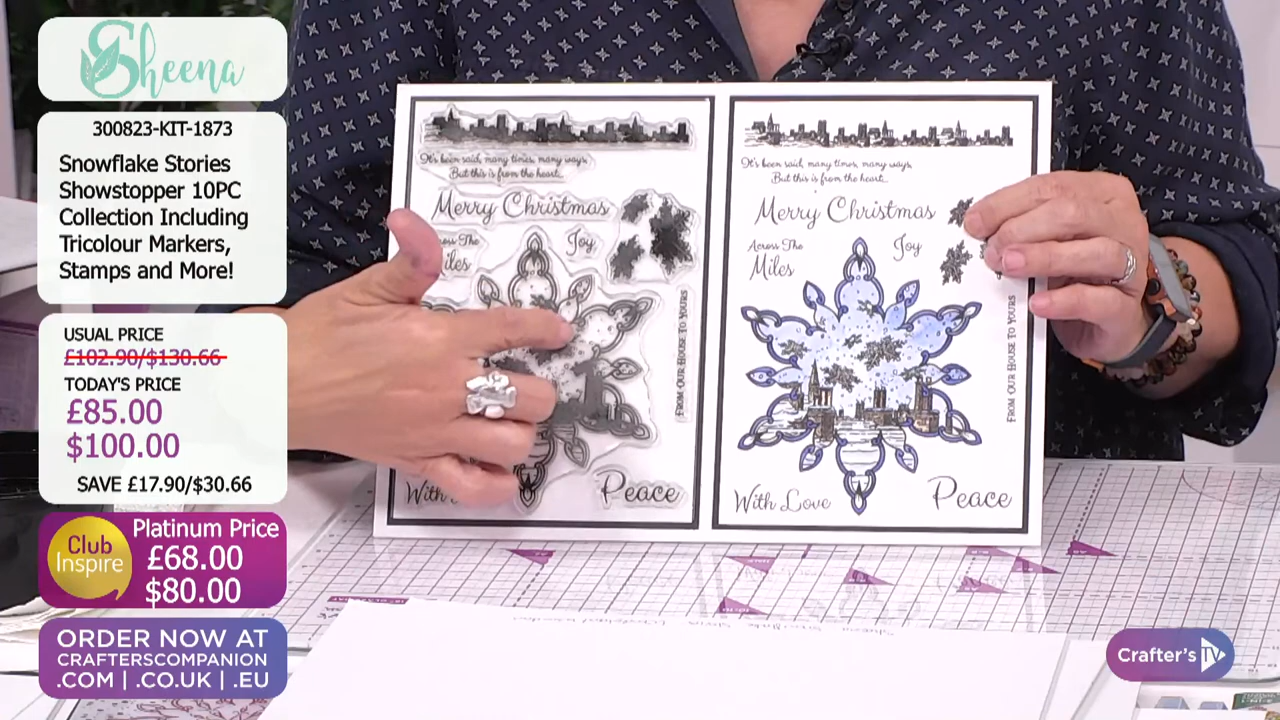 Sheena
300823-KIT-1873
Snowflake Stories
Showstopper 10PC
Collection Including
Tricolour Markers,
Stamps and More!
USUAL PRICE
£102.90/$130.66
TODAY'S PRICE
£85.00
$100.00
SAVE £17.90/$30.66
Club
Inspire
Platinum Price
£68.00
$80.00
ORDER NOW AT
CRAFTERSCOMPANION
.COM | .CO.UK | .EU
It's been said, many times, many ways,
But this is from the heart...
Merry Christmas
Joy
The
Miles
From Our House to Yours
With
Peace
It's been said, many times, many ways,
But this is from the heart...
Merry Christmas
Across The
Miles
Joy
From Our House to Yours
With Love
Peace
Crafter's TV